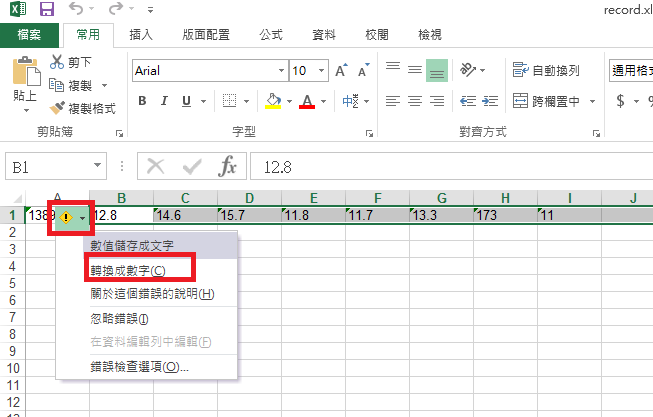 record.xl
檔案 常用 插入 版面配置 公式 資料 校閱 檢視
貼上 剪下 複製 複製格式
Arial 10
B I U A 中文
自動換列
跨欄置中
通用格式
$ %
剪貼簿 字型 對齊方式
B1 fx 12.8
A B C D E F G H I J
1 1389 12.8 14.6 15.7 11.8 11.7 13.3 173 11
2
3
4
5
6
7
8
9
10
11
12
13
數值儲存成文字
轉換成數字(C)
關於這個錯誤的說明(H)
忽略錯誤(I)
在資料編輯列中編輯(F)
錯誤檢查選項(O)...